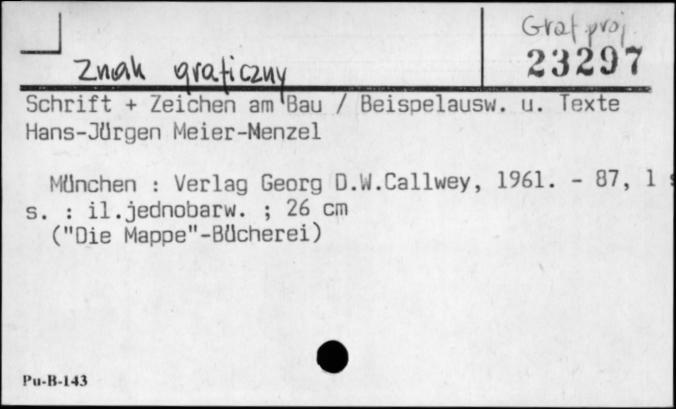 Graf proj
23297
Znak graficzny
Schrift + Zeichen am Bau / Beispelausw. u. Texte
Hans-Jürgen Meier-Menzel
München : Verlag Georg D.W.Callwey, 1961. - 87, 1 s
s. : il.jednobarw. ; 26 cm
("Die Mappe"-Bücherei)
Pu-B-143